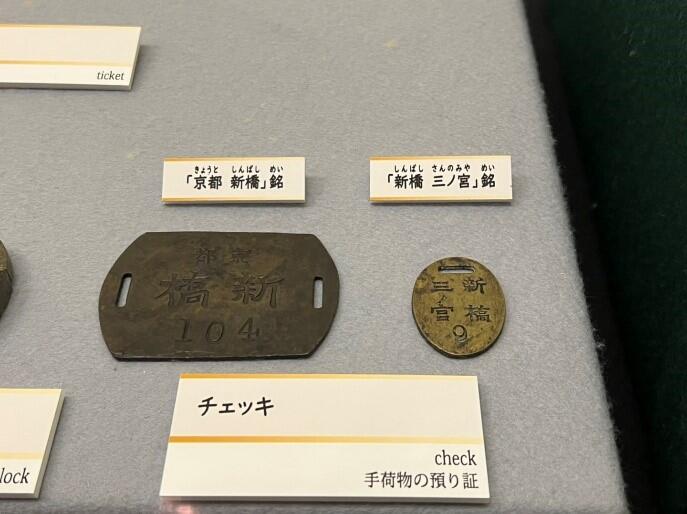 ticket
「京都 新橋」銘
きょうと しんばし めい
「新橋 三ノ宮」銘
しんばし さんのみや めい
都京
橋新
104
三新
ノ
宮橋
9
チェッキ
check
手荷物の預り証
lock